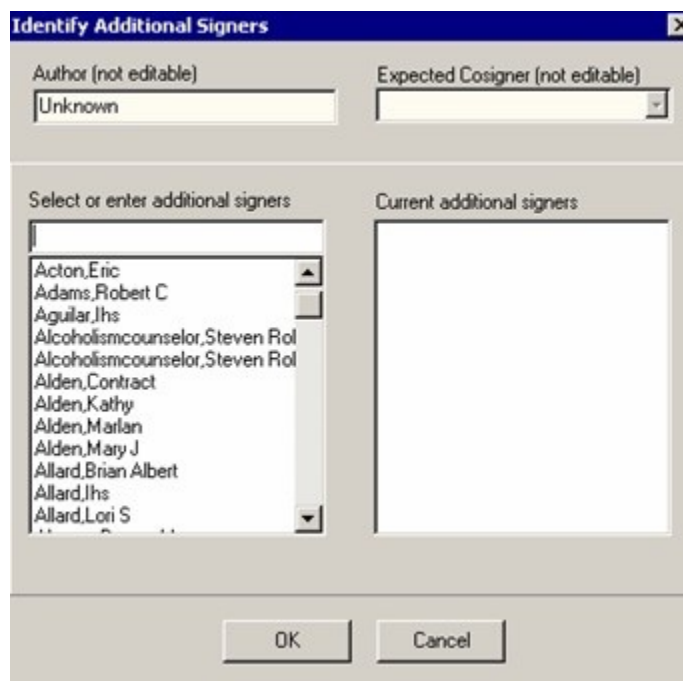 Identify Additional Signers
Author (not editable)
Expected Cosigner (not editable)
Unknown
Select or enter additional signers
Current additional signers
Acton,Eric
Adams,Robert C
Aguilar,Ihs
Alcoholismcounselor,Steven Rol
Alcoholismcounselor,Steven Rol
Alden,Contract
Alden,Kathy
Alden,Marlan
Alden,Mary J
Allard,Brian Albert
Allard,Ihs
Allard,Lori S
OK
Cancel